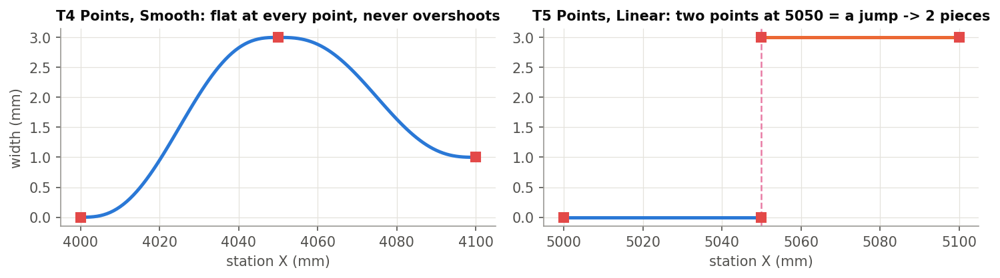 T4 Points, Smooth: flat at every point, never overshoots
3.0
2.5
2.0
1.5
1.0
0.5
0.0
width (mm)
4000 4020 4040 4060 4080 4100
station X (mm)
T5 Points, Linear: two points at 5050 = a jump -> 2 pieces
3.0
2.5
2.0
1.5
1.0
0.5
0.0
5000 5020 5040 5060 5080 5100
station X (mm)